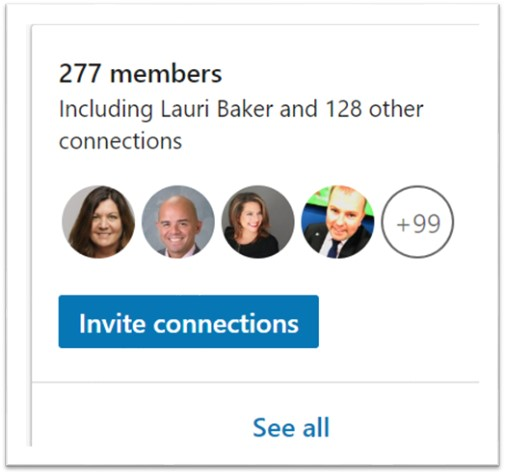 277 members
Including Lauri Baker and 128 other
connections
+99
Invite connections
See all